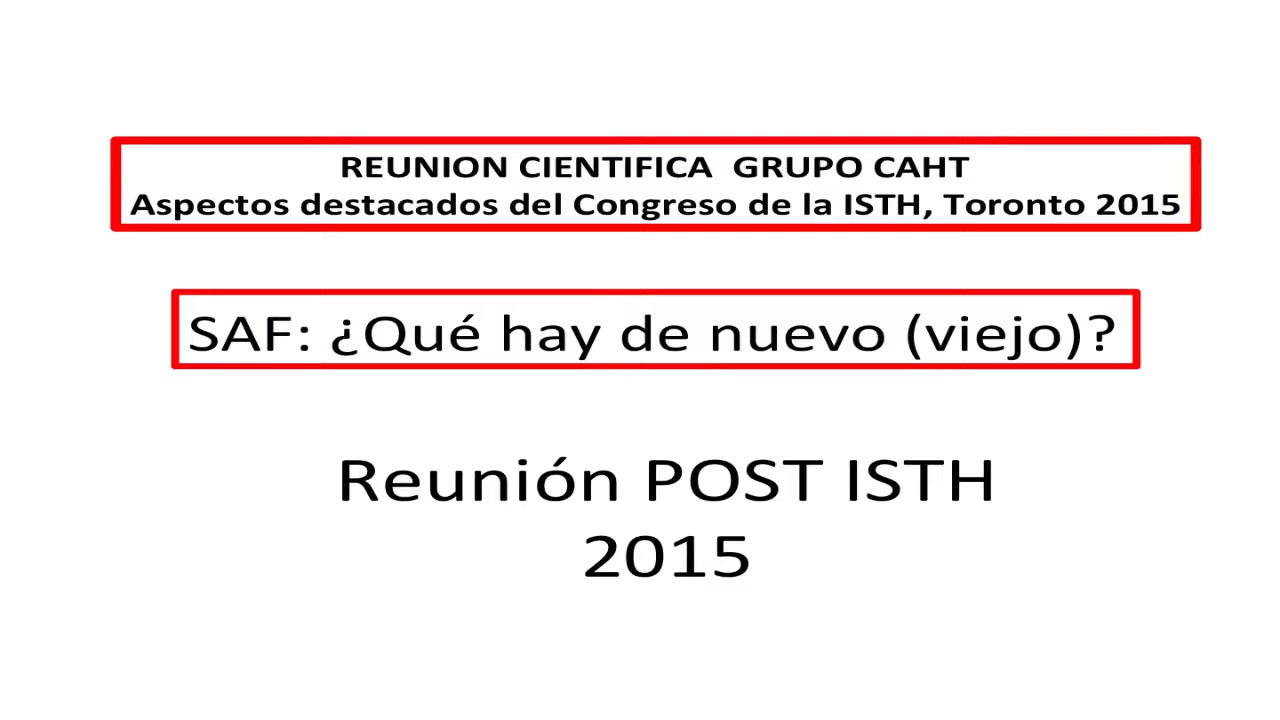 REUNION CIENTIFICA  GRUPO CAHT
Aspectos destacados del Congreso de la ISTH, Toronto 2015
SAF: ¿Qué hay de nuevo (viejo)?
Reunión POST ISTH
2015